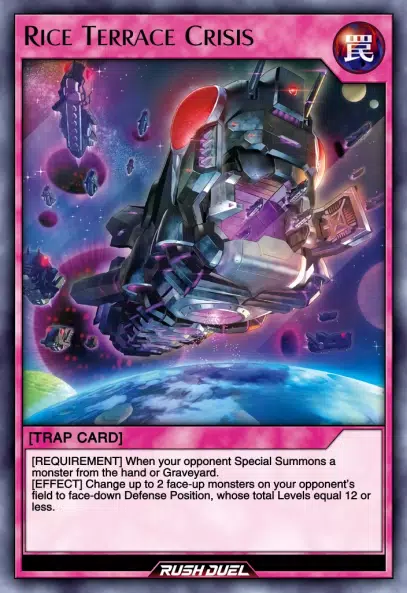 Rice Terrace Crisis
罠
[TRAP CARD]
[REQUIREMENT] When your opponent Special Summons a
monster from the hand or Graveyard.
[EFFECT] Change up to 2 face-up monsters on your opponent's
field to face-down Defense Position, whose total Levels equal 12 or
less.
RUSH DUEL